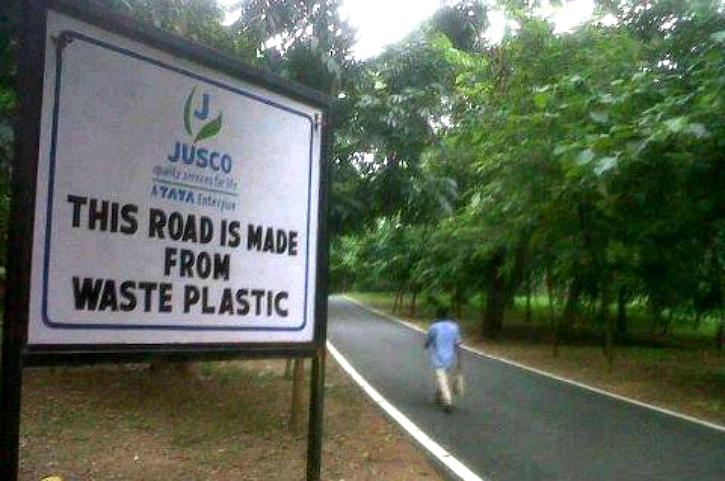 J
JUSCO
quality services for life
A TATA Enterprise
THIS ROAD IS MADE
FROM
WASTE PLASTIC